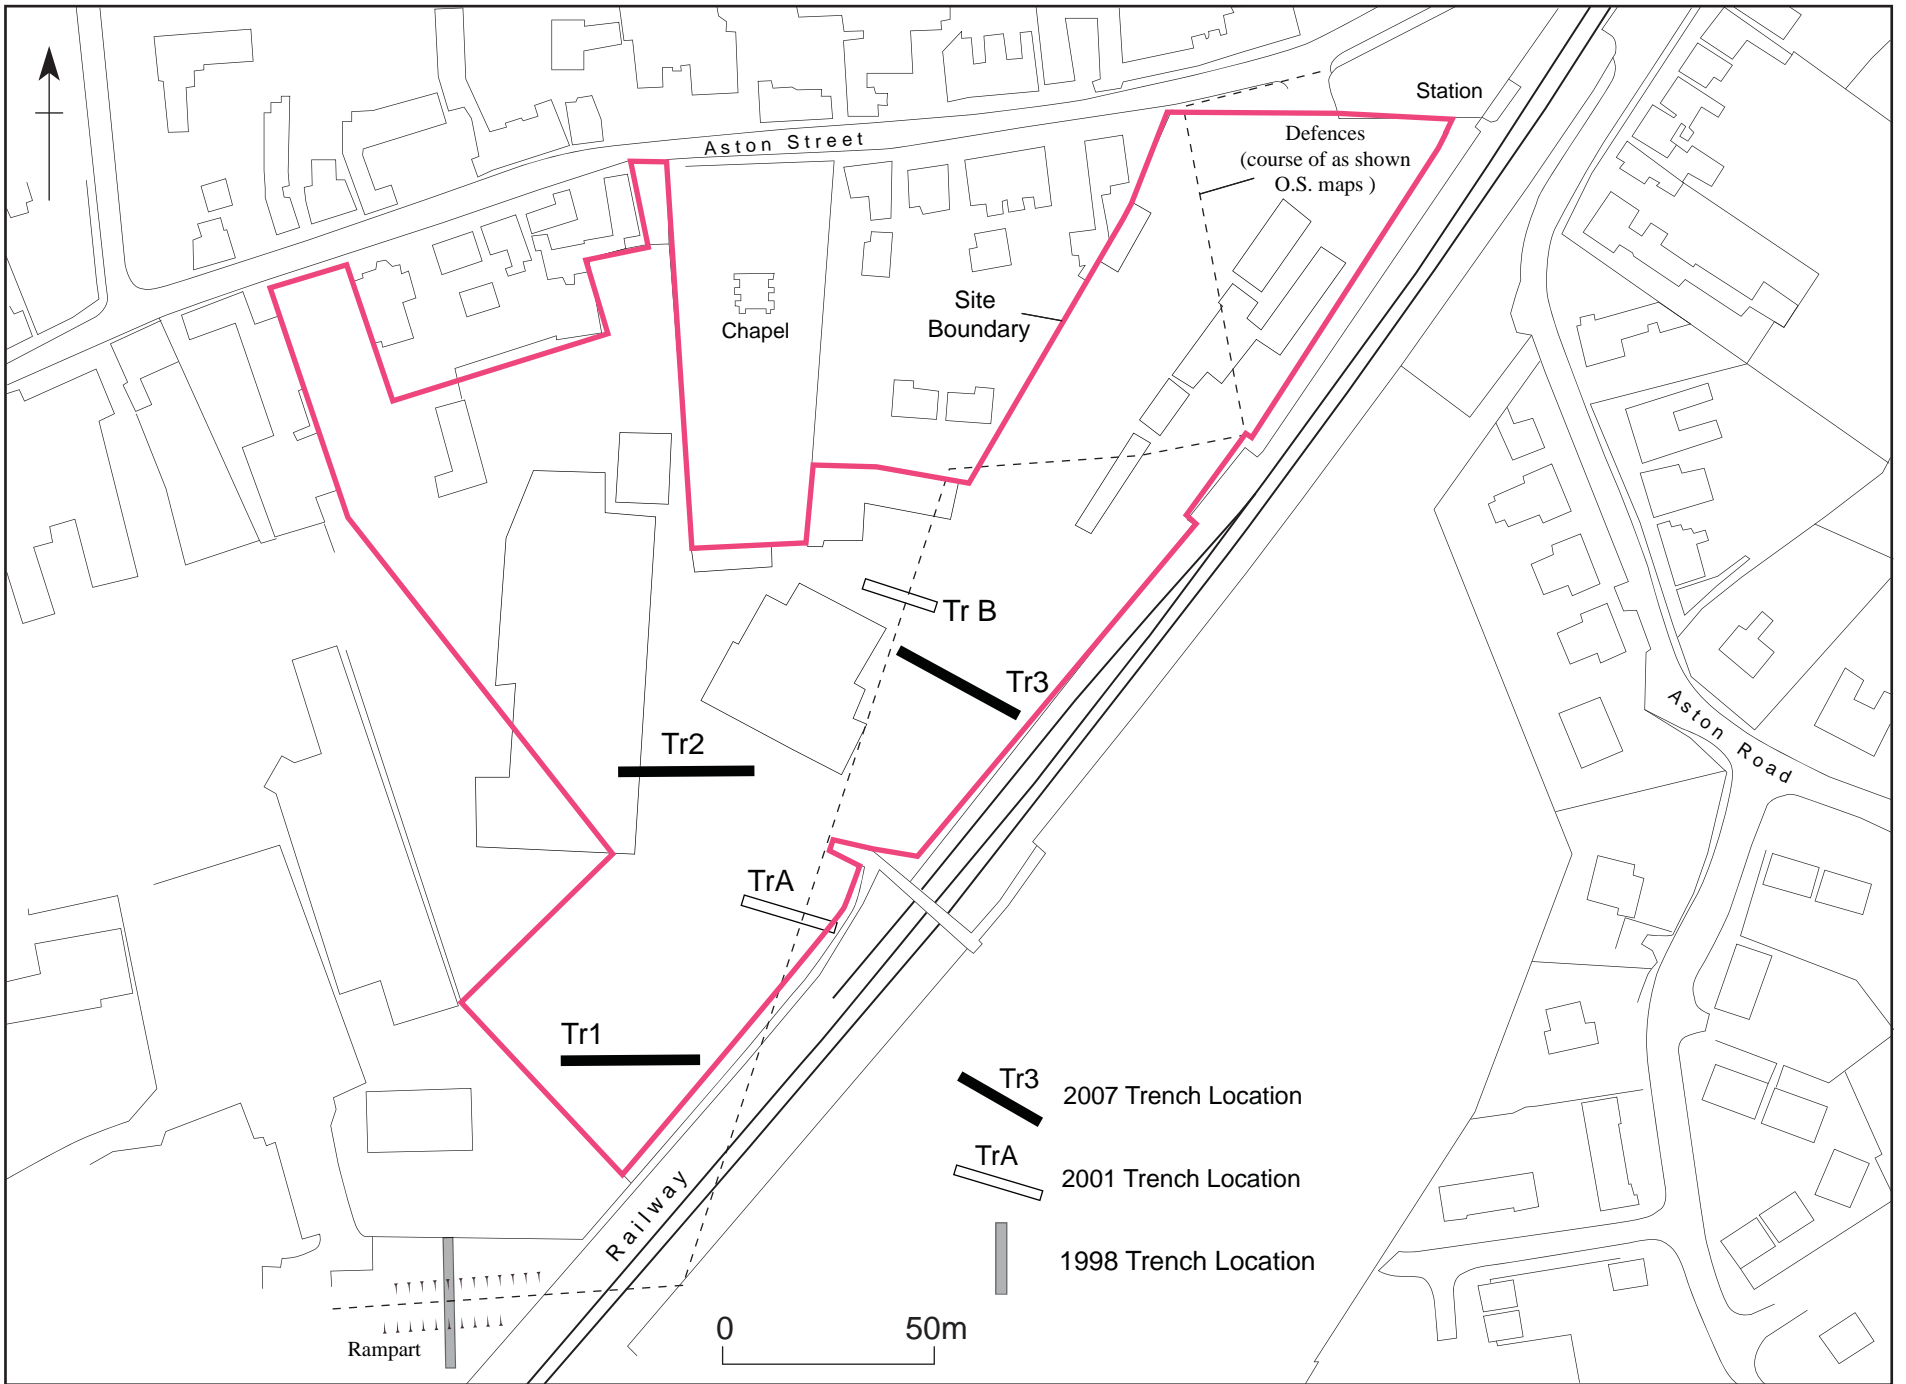 Station
Aston Street
Defences
(course of as shown
O.S. maps )
Site
Boundary
Chapel
Tr B
Tr3
Aston Road
Tr2
TrA
Tr1
Tr3
2007 Trench Location
TrA
2001 Trench Location
Railway
1998 Trench Location
0 50m
Rampart